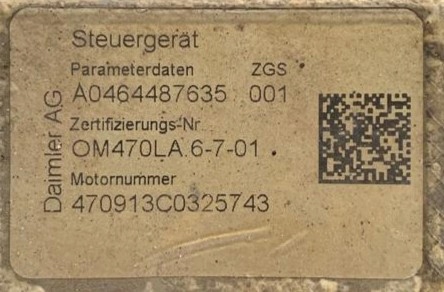 Steuergerät
Parameterdaten ZGS
A0464487635 001
Zertifizierungs-Nr.
OM470LA.6-7-01
Motornummer
470913C0325743
Daimler AG